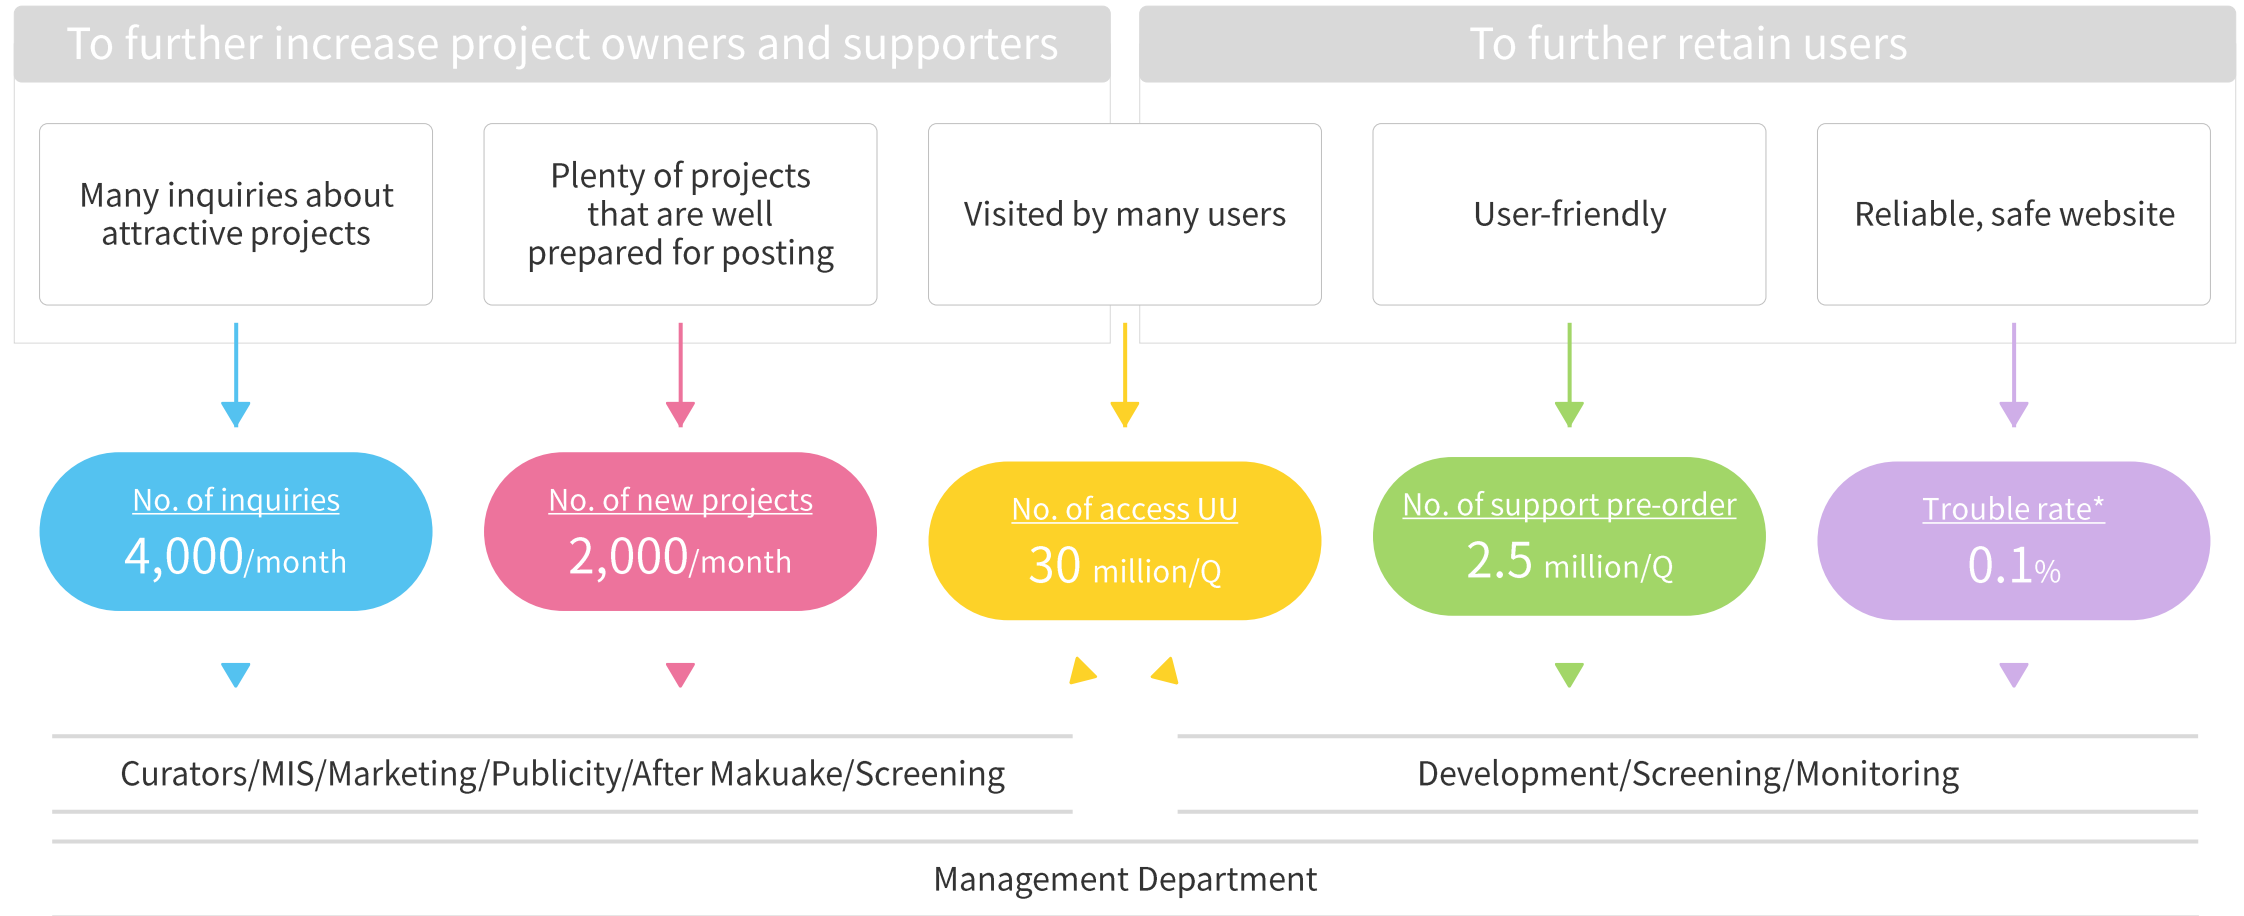 To further increase project owners and supporters
To further retain users
Many inquiries about
attractive projects
Plenty of projects
that are well
prepared for posting
Visited by many users
User-friendly
Reliable, safe website
No. of inquiries
4,000/month
No. of new projects
2,000/month
No. of access UU
30 million/Q
No. of support pre-order
2.5 million/Q
Trouble rate*
0.1%
Curators/MIS/Marketing/Publicity/After Makuake/Screening
Development/Screening/Monitoring
Management Department